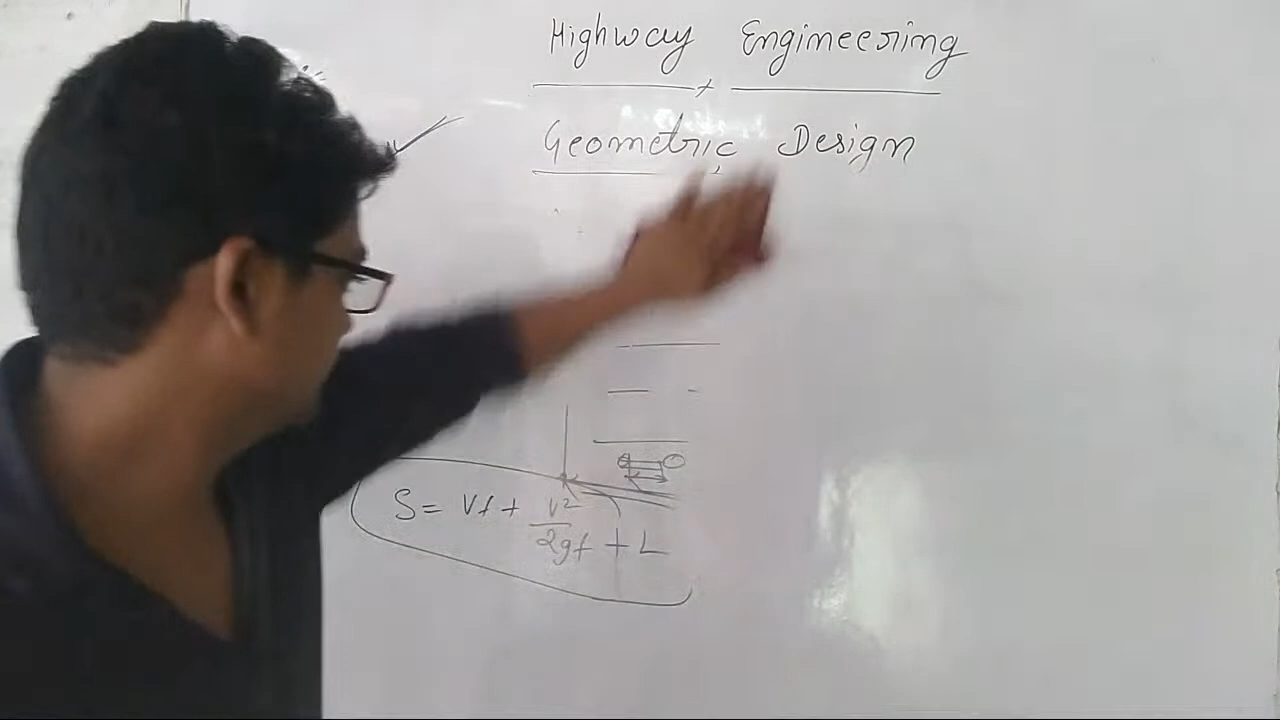 Highway Engineering
Geometric Design
S = Vt + V²/2gf + L